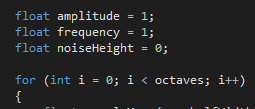 float amplitude = 1;
float frequency = 1;
float noiseHeight = 0;
for (int i = 0; i < octaves; i++)
{